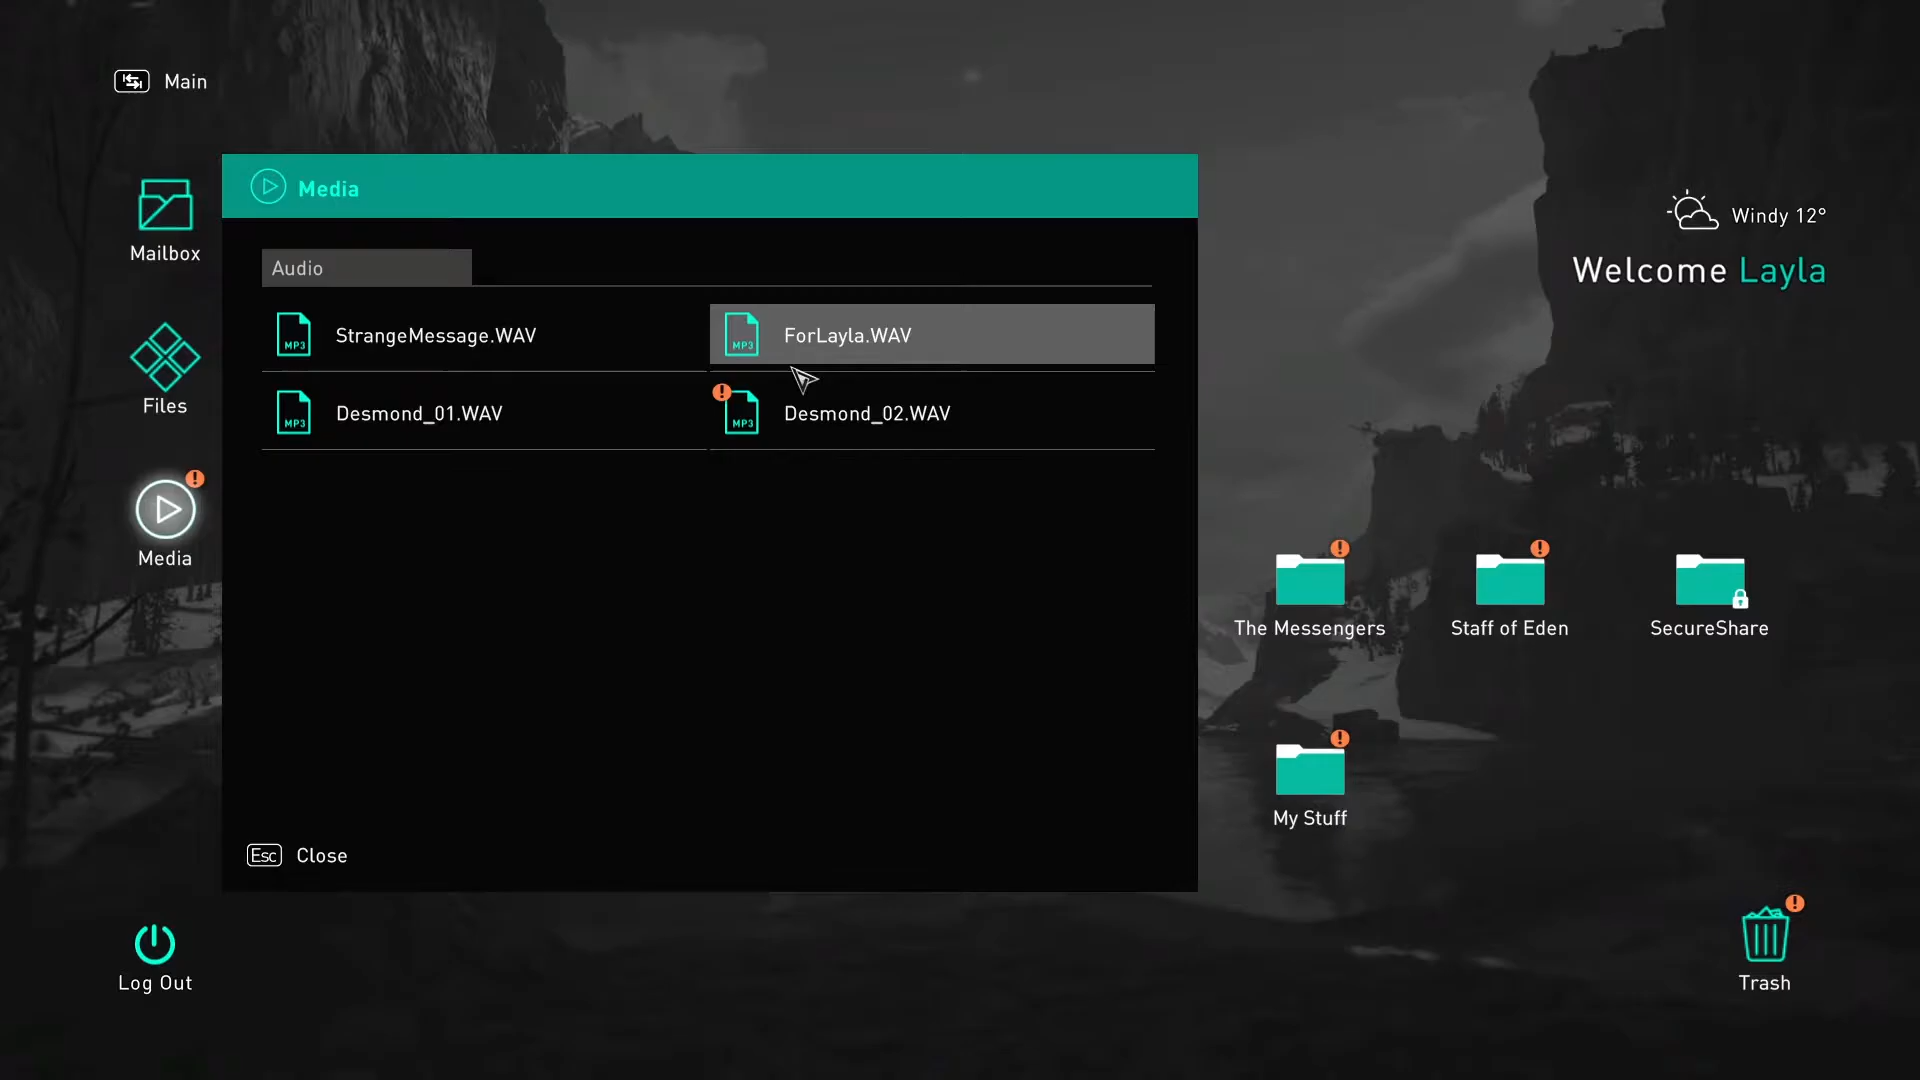 Main
Mailbox
Files
Media
Log Out
Media
Audio
MP3 StrangeMessage.WAV
MP3 ForLayla.WAV
MP3 Desmond_01.WAV
MP3 Desmond_02.WAV
Esc Close
Windy 12°
Welcome Layla
The Messengers
Staff of Eden
SecureShare
My Stuff
Trash